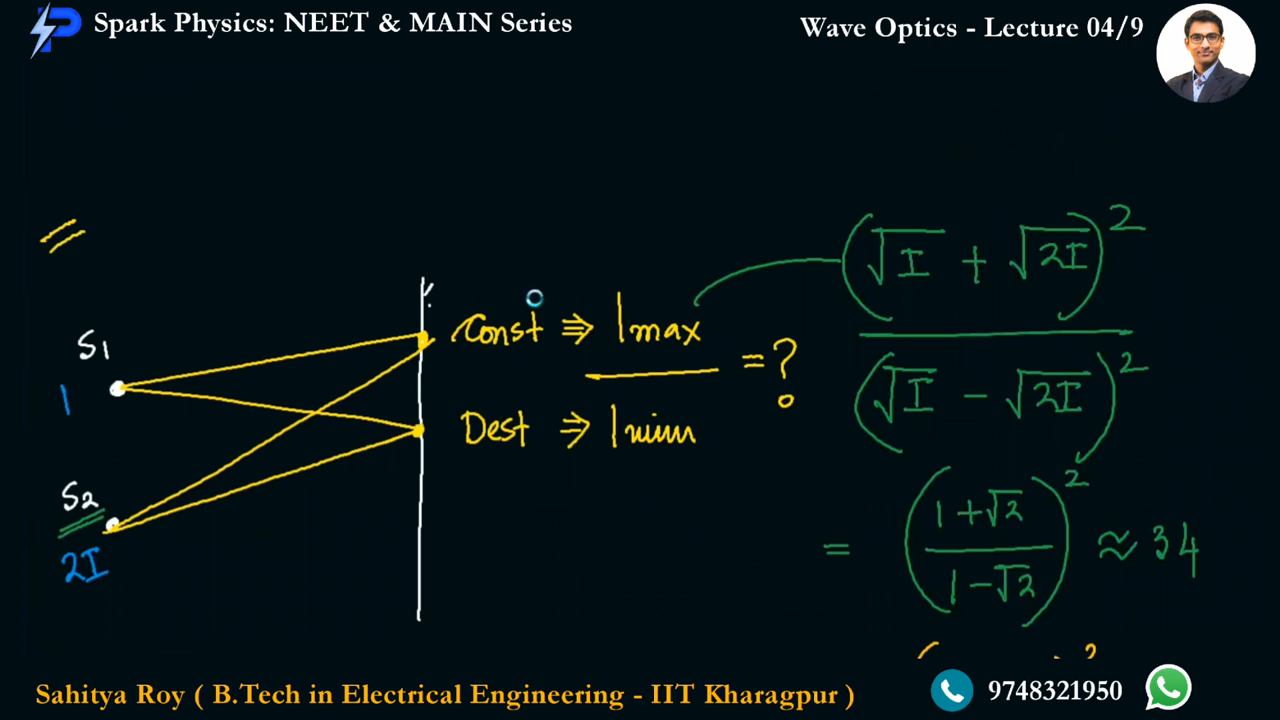 Spark Physics: NEET & MAIN Series
Wave Optics - Lecture 04/9
(√I + √2I)²
(√I - √2I)²
S1
I
Const ⇒ Imax
= ?
Dest ⇒ Imin
S2
2I
= (1+√2 / 1-√2)² ≈ 34
Sahitya Roy ( B.Tech in Electrical Engineering - IIT Kharagpur )
9748321950